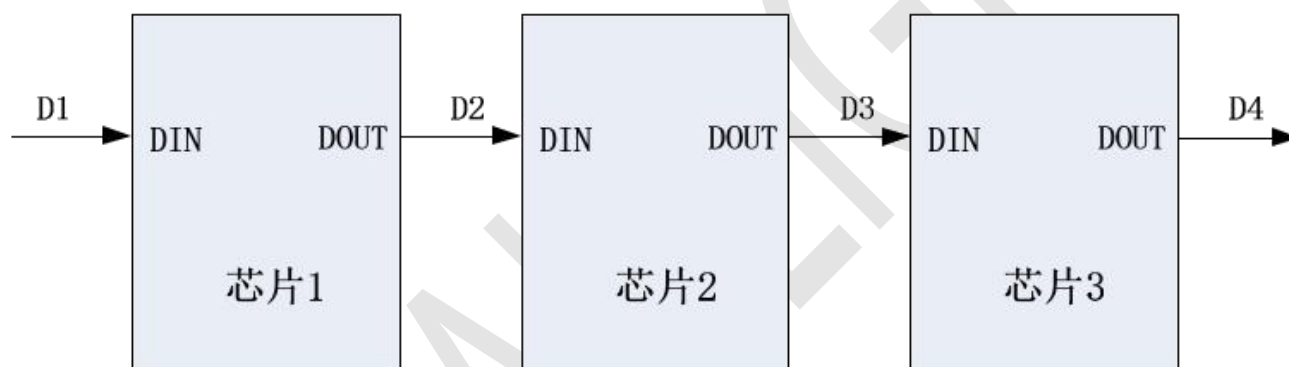 D1 D2 D3 D4
DIN DOUT DIN DOUT DIN DOUT
芯片1 芯片2 芯片3